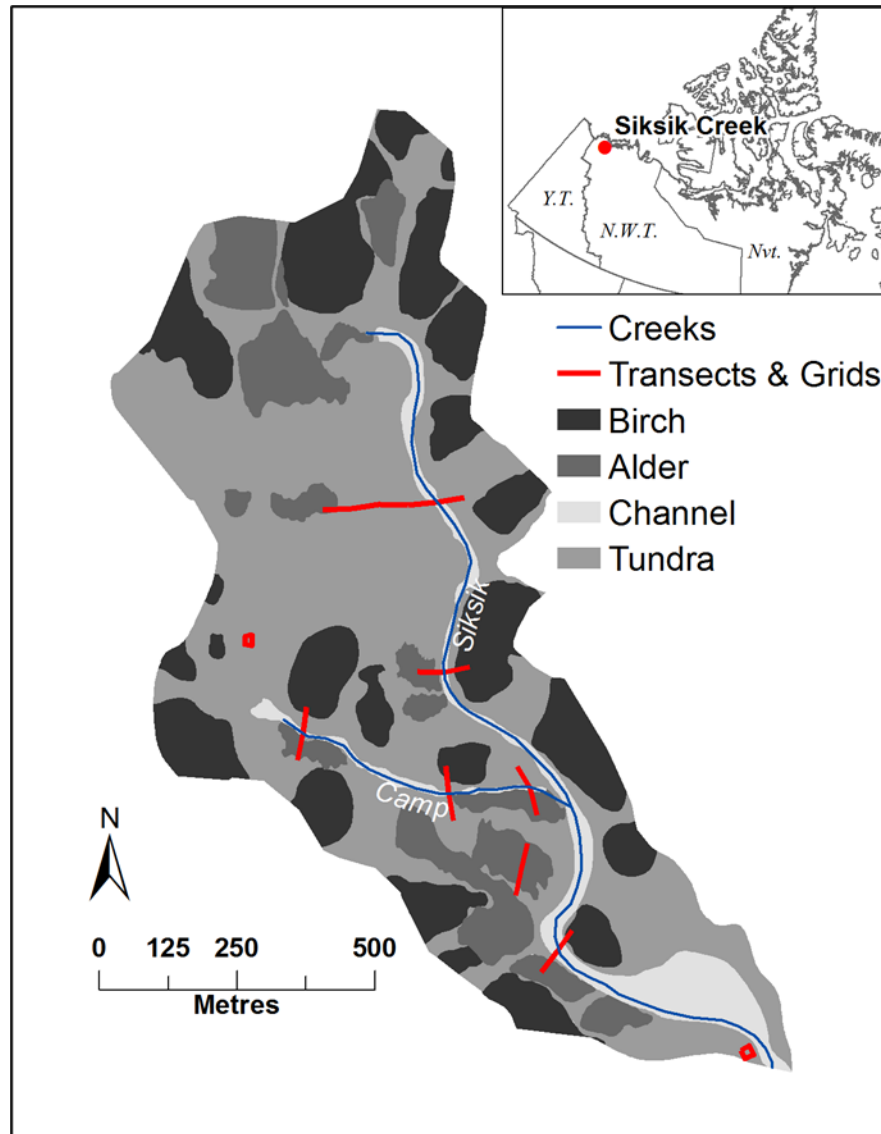 Siksik Creek
Y.T.
N.W.T.
Nvt.
Creeks
Transects & Grids
Birch
Alder
Channel
Tundra
Siksik
Camp
N
0 125 250 500
Metres